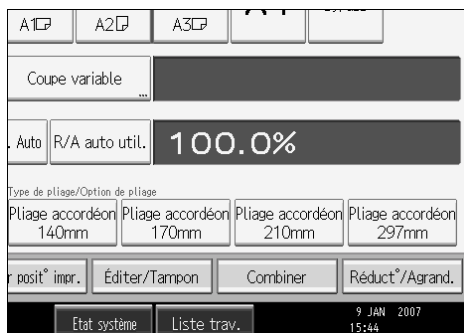 A1 A2 A3
Coupe variable ...
. Auto R/A auto util. 100.0%
Type de pliage/Option de pliage
Pliage accordéon 140mm Pliage accordéon 170mm Pliage accordéon 210mm Pliage accordéon 297mm
r posit° impr. Éditer/Tampon Combiner Réduct°/Agrand.
Etat système Liste trav. 9 JAN 2007
15:44